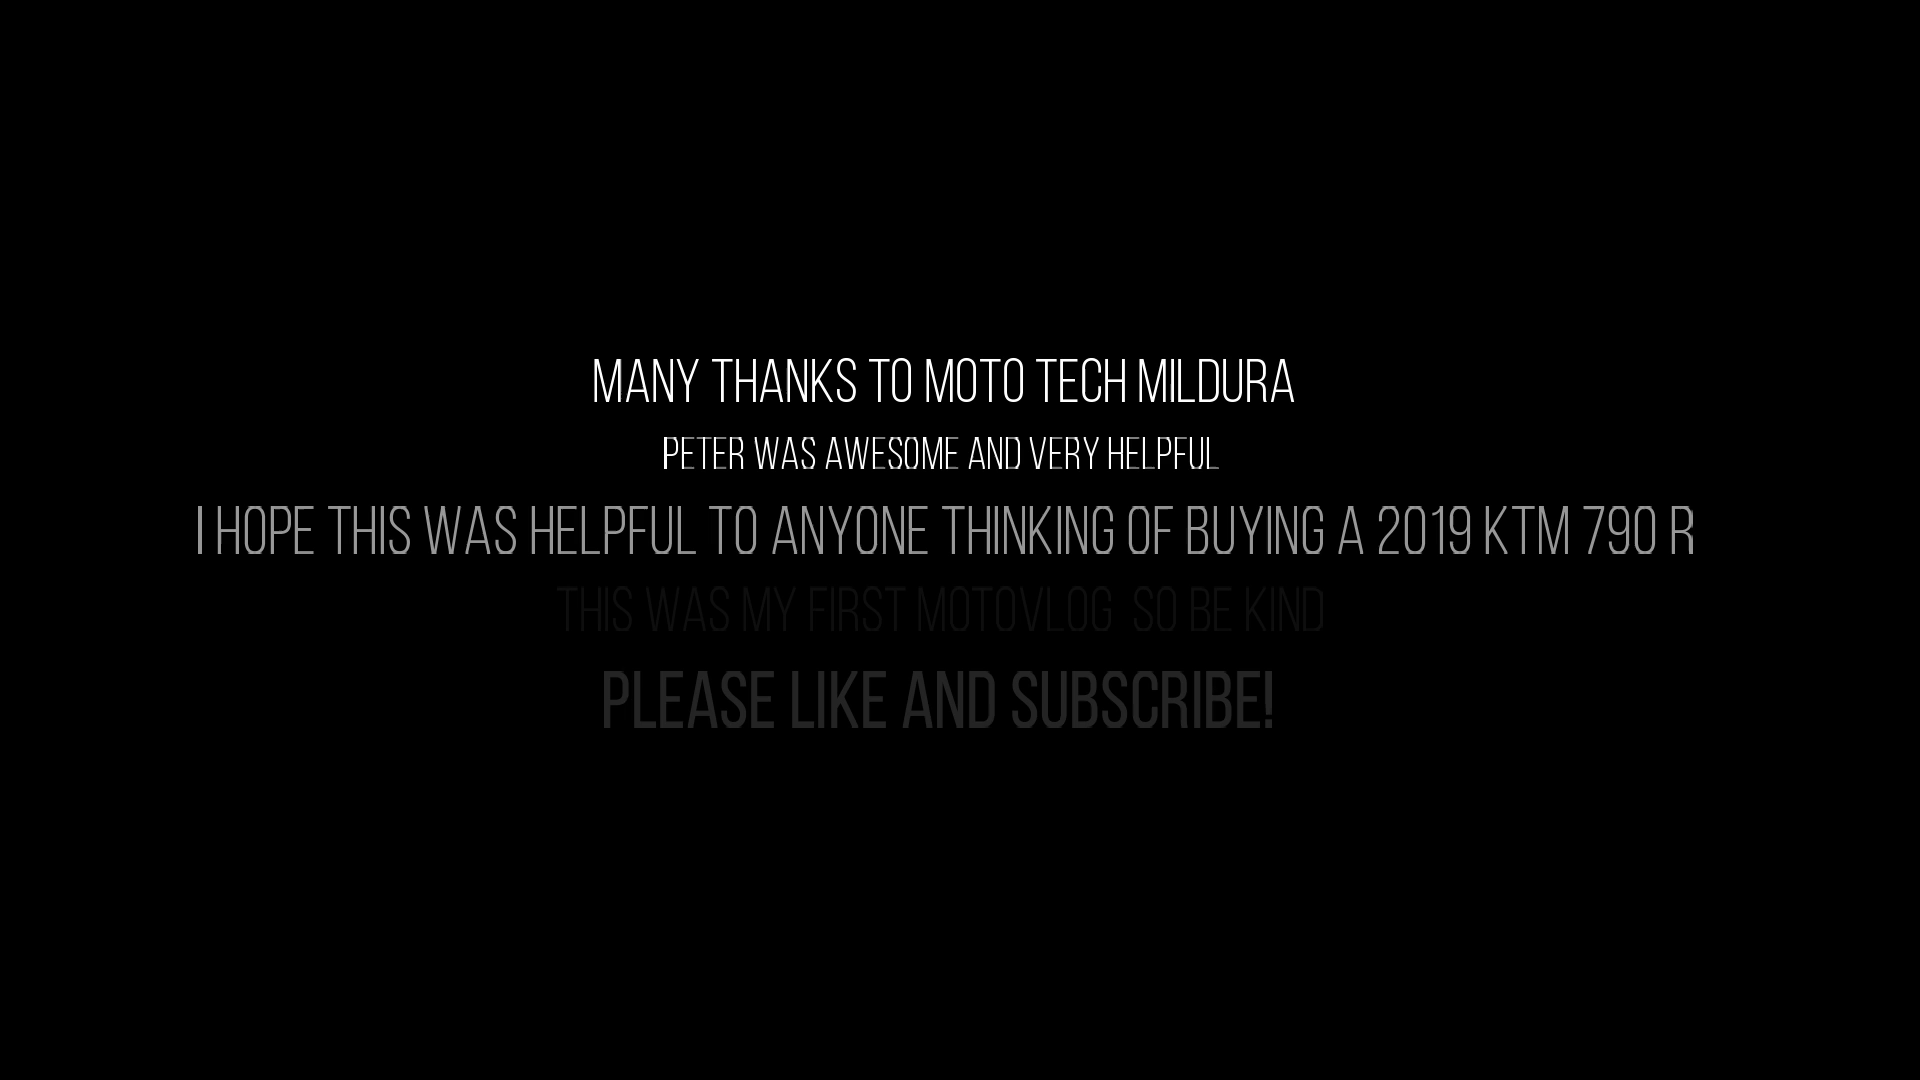 MANY THANKS TO MOTO TECH MILDURA
PETER WAS AWESOME AND VERY HELPFUL
I HOPE THIS WAS HELPFUL TO ANYONE THINKING OF BUYING A 2019 KTM 790 R
THIS WAS MY FIRST MOTOVLOG SO BE KIND
PLEASE LIKE AND SUBSCRIBE!